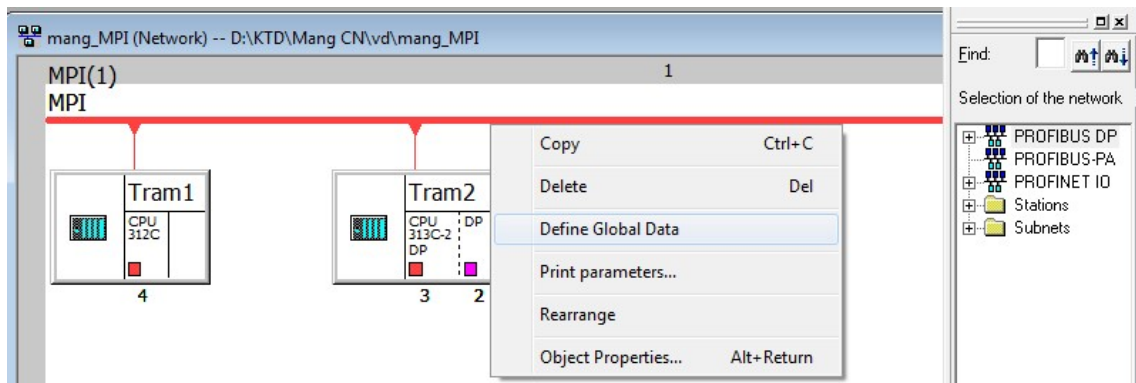 mang_MPI (Network) -- D:\KTD\Mang CN\vd\mang_MPI
MPI(1)
1
MPI
Tram1
CPU
312C
4
Tram2
CPU
313C-2
DP
DP
3
2
Copy Ctrl+C
Delete Del
Define Global Data
Print parameters...
Rearrange
Object Properties... Alt+Return
Find:
Selection of the network
PROFIBUS DP
PROFIBUS-PA
PROFINET IO
Stations
Subnets